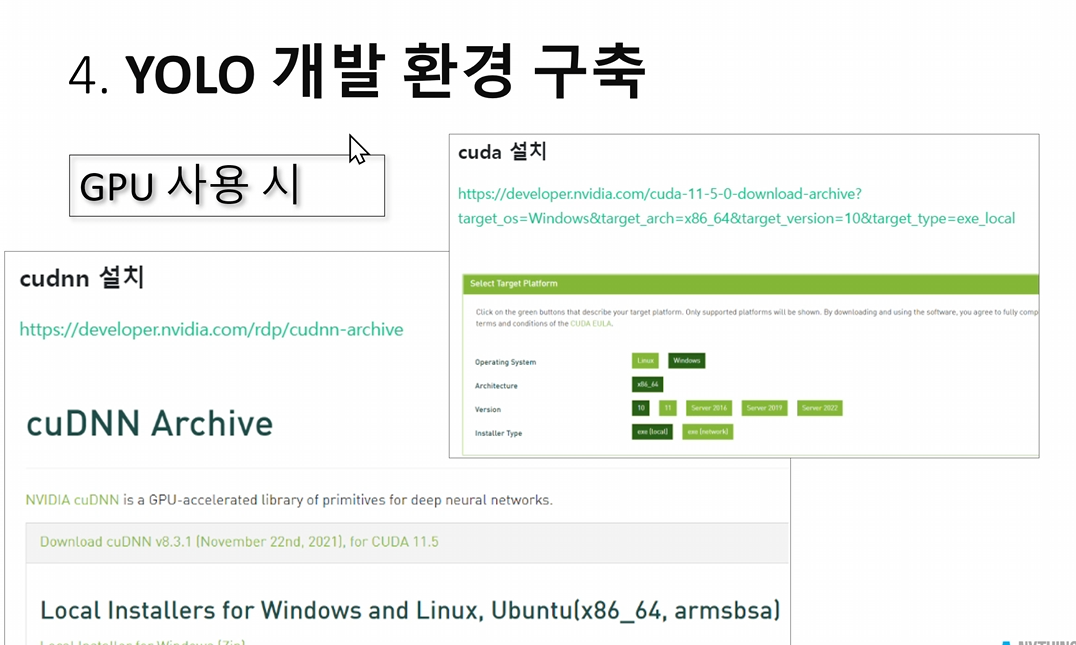 4. YOLO 개발 환경 구축
GPU 사용 시
cuda 설치
https://developer.nvidia.com/cuda-11-5-0-download-archive?
target_os=Windows&target_arch=x86_64&target_version=10&target_type=exe_local
Select Target Platform
Click on the green buttons that describe your target platform. Only supported platforms will be shown. By downloading and using the software, you agree to fully comp
terms and conditions of the CUDA EULA.
Operating System Linux Windows
Architecture x86_64
Version 10 11 Server 2016 Server 2019 Server 2022
Installer Type exe (local) exe (network)
cudnn 설치
https://developer.nvidia.com/rdp/cudnn-archive
cuDNN Archive
NVIDIA cuDNN is a GPU-accelerated library of primitives for deep neural networks.
Download cuDNN v8.3.1 (November 22nd, 2021), for CUDA 11.5
Local Installers for Windows and Linux, Ubuntu(x86_64, armsbsa)
Local Installer for Windows (Zip)